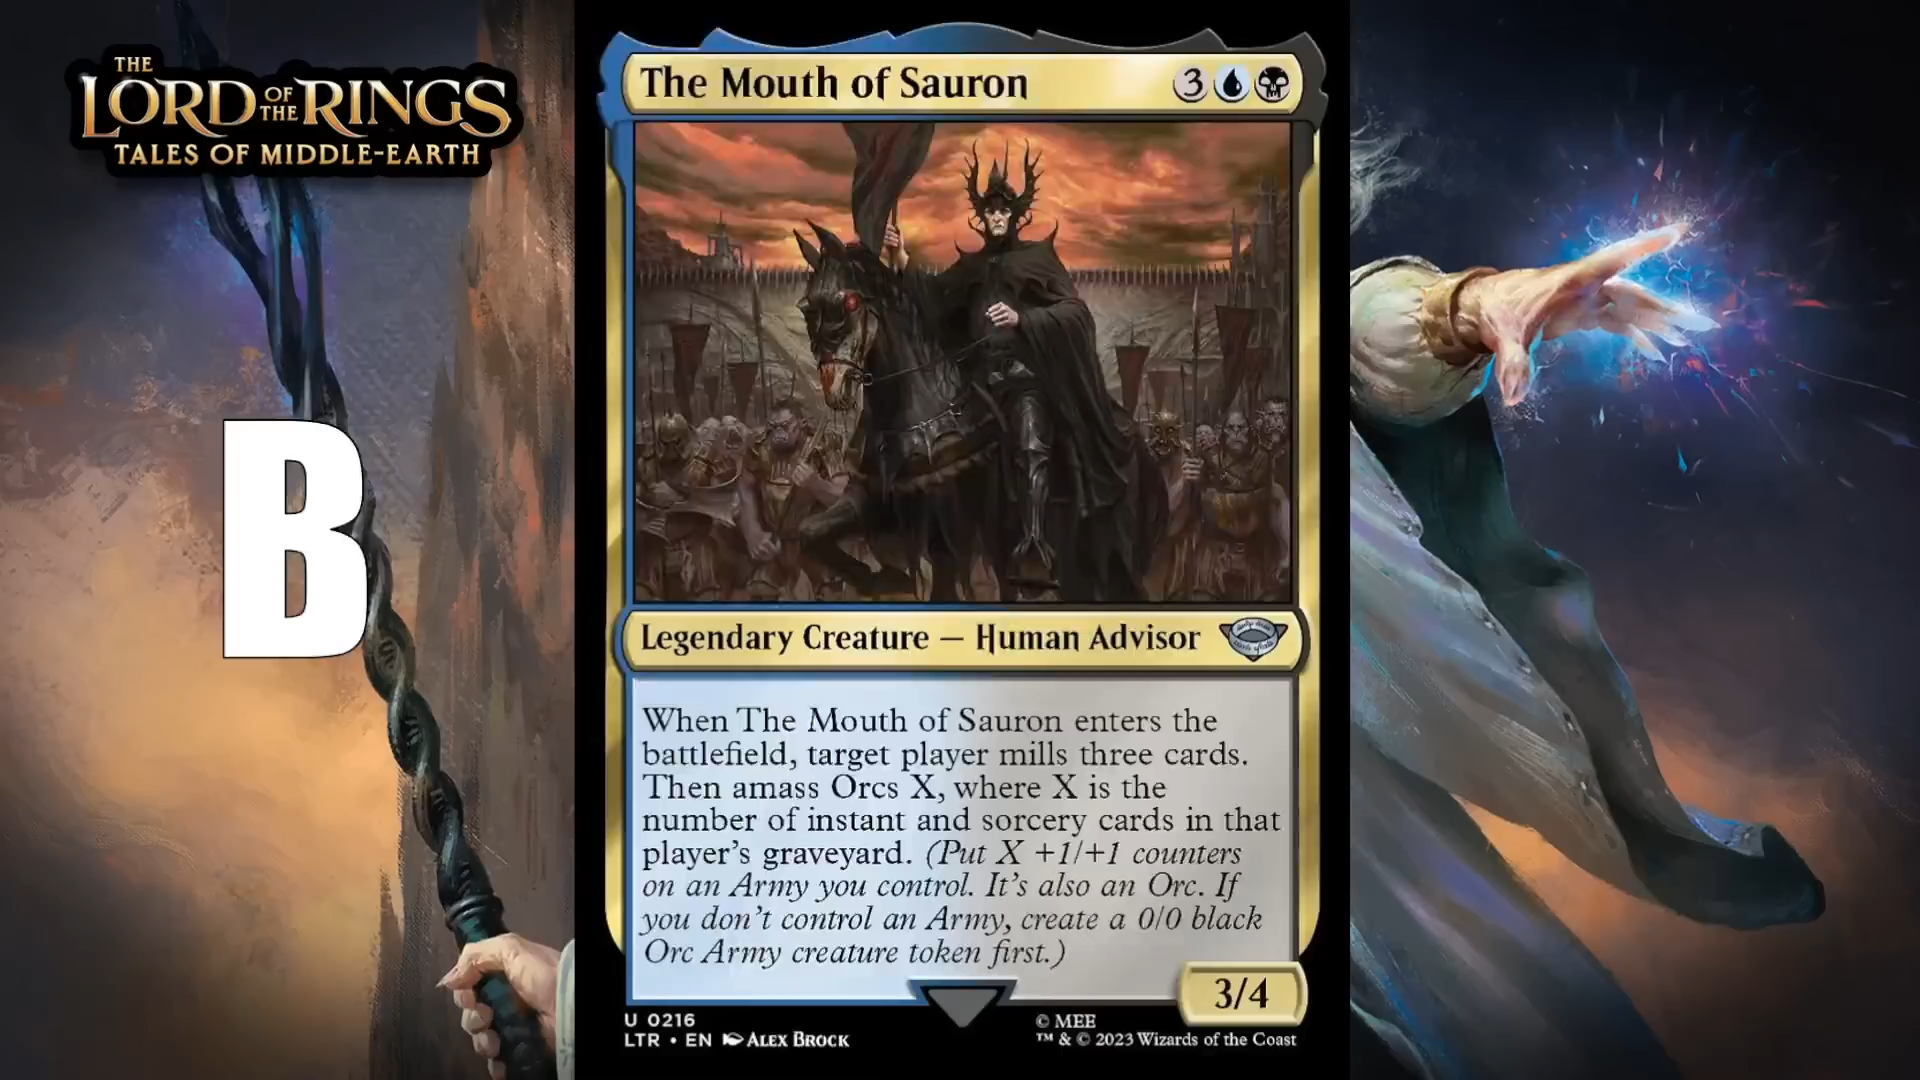 THE
LORD OF THE RINGS
TALES OF MIDDLE-EARTH
B
The Mouth of Sauron 3
Legendary Creature — Human Advisor
When The Mouth of Sauron enters the
battlefield, target player mills three cards.
Then amass Orcs X, where X is the
number of instant and sorcery cards in that
player's graveyard. (Put X +1/+1 counters
on an Army you control. It's also an Orc. If
you don't control an Army, create a 0/0 black
Orc Army creature token first.)
3/4
U 0216
LTR • EN ALEX BROCK
© MEE
™ & © 2023 Wizards of the Coast